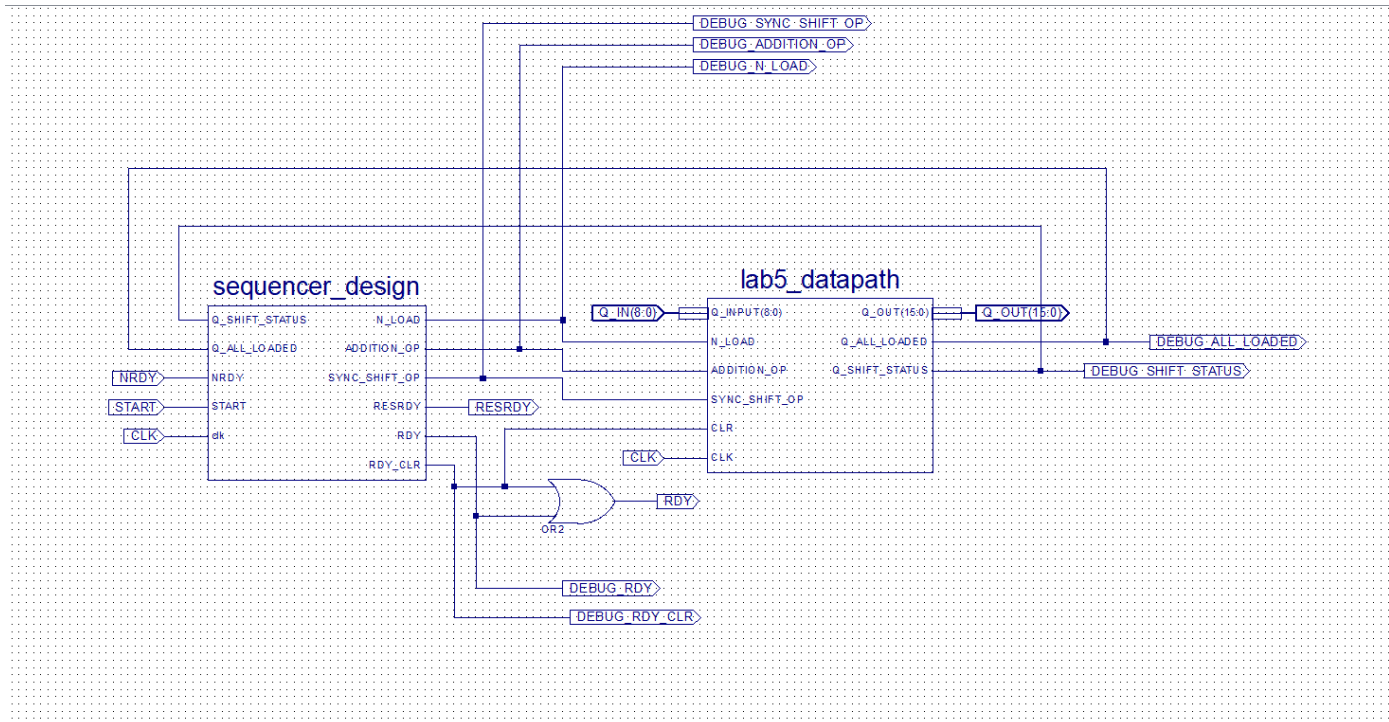 DEBUG_SYNC_SHIFT_OP
DEBUG_ADDITION_OP
DEBUG_N_LOAD
sequencer_design
Q_SHIFT_STATUS
N_LOAD
Q_ALL_LOADED
ADDITION_OP
NRDY
NRDY
SYNC_SHIFT_OP
START
START
RESRDY
RESRDY
CLK
clk
RDY
RDY_CLR
lab5_datapath
Q_IN(8:0)
Q_INPUT(8:0)
Q_OUT(15:0)
Q_OUT(15:0)
N_LOAD
Q_ALL_LOADED
DEBUG_ALL_LOADED
ADDITION_OP
Q_SHIFT_STATUS
DEBUG_SHIFT_STATUS
SYNC_SHIFT_OP
CLR
CLK
CLK
RDY
OR2
DEBUG_RDY
DEBUG_RDY_CLR